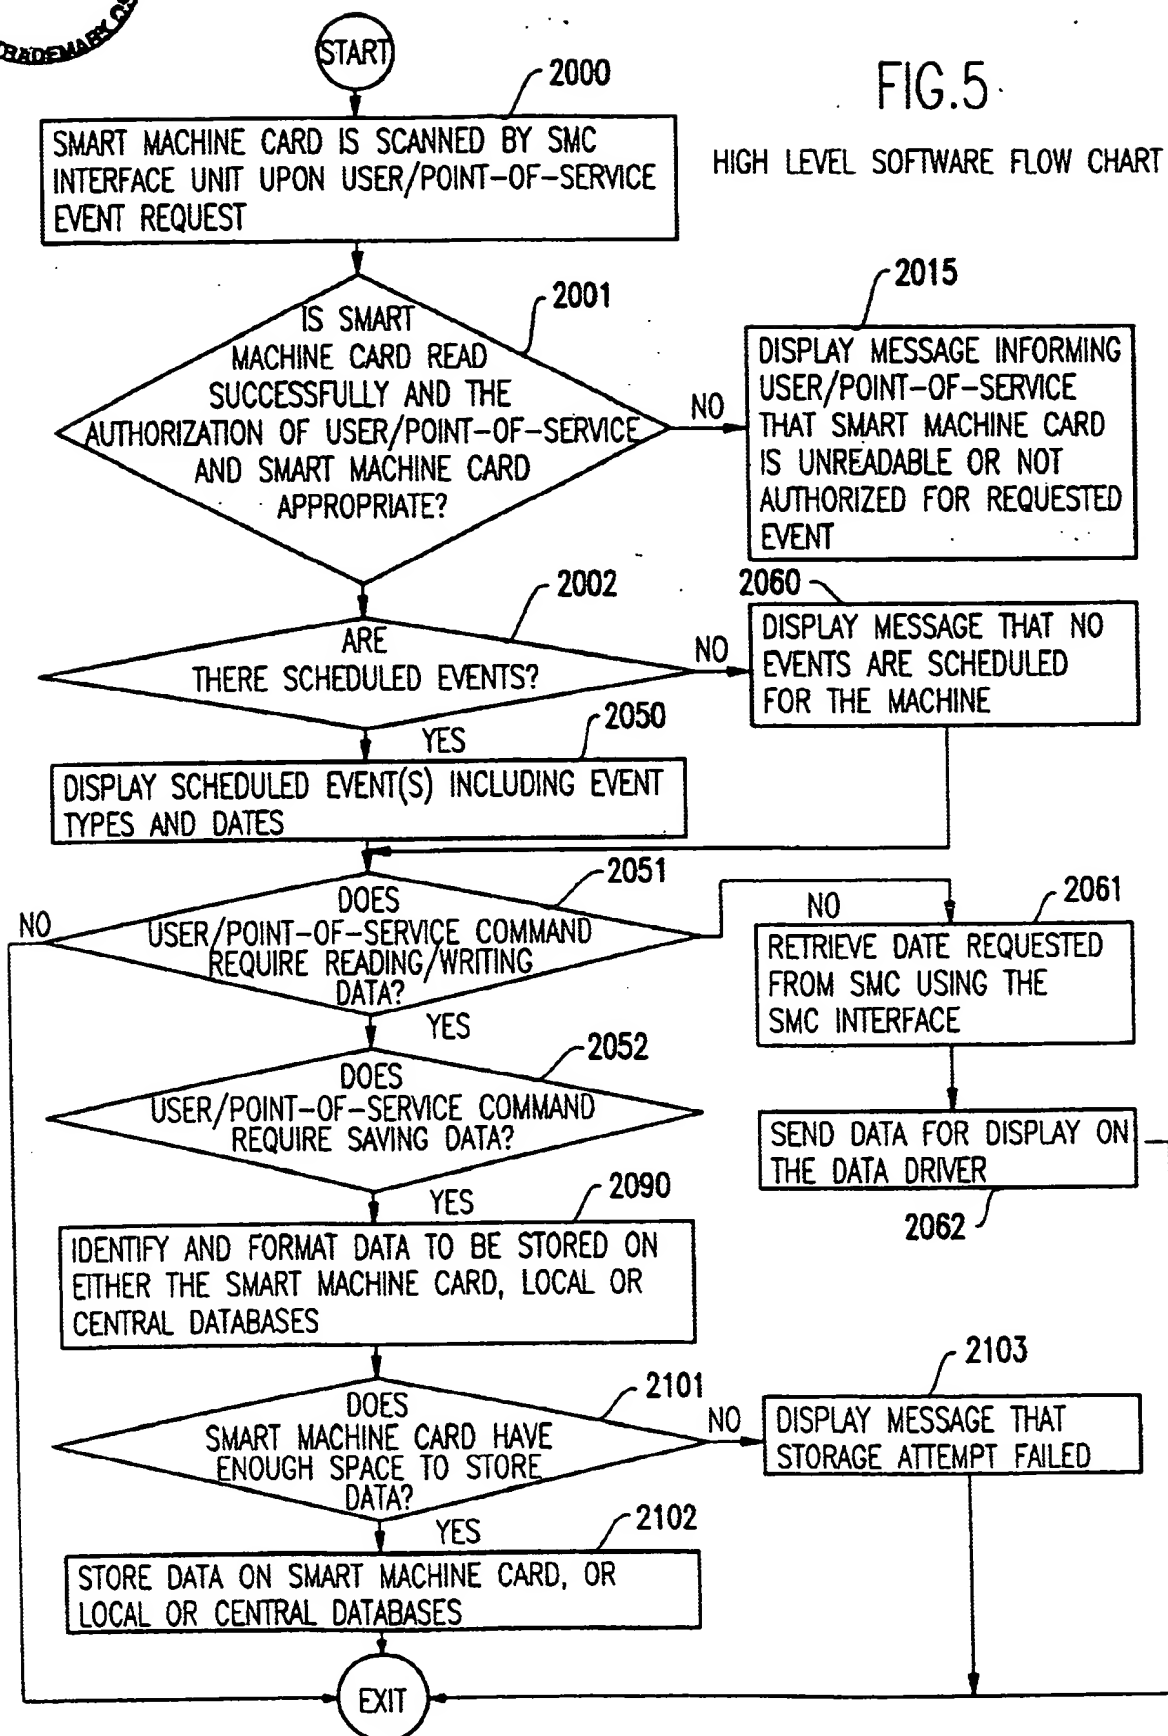 TRADEMARK
START
2000
FIG.5
SMART MACHINE CARD IS SCANNED BY SMC
INTERFACE UNIT UPON USER/POINT-OF-SERVICE
EVENT REQUEST
HIGH LEVEL SOFTWARE FLOW CHART
2001
IS SMART
MACHINE CARD READ
SUCCESSFULLY AND THE
AUTHORIZATION OF USER/POINT-OF-SERVICE
AND SMART MACHINE CARD
APPROPRIATE?
NO
2015
DISPLAY MESSAGE INFORMING
USER/POINT-OF-SERVICE
THAT SMART MACHINE CARD
IS UNREADABLE OR NOT
AUTHORIZED FOR REQUESTED
EVENT
2002
ARE
THERE SCHEDULED EVENTS?
NO
2060
DISPLAY MESSAGE THAT NO
EVENTS ARE SCHEDULED
FOR THE MACHINE
YES
2050
DISPLAY SCHEDULED EVENT(S) INCLUDING EVENT
TYPES AND DATES
2051
NO
DOES
USER/POINT-OF-SERVICE COMMAND
REQUIRE READING/WRITING
DATA?
NO
2061
RETRIEVE DATE REQUESTED
FROM SMC USING THE
SMC INTERFACE
YES
2052
DOES
USER/POINT-OF-SERVICE COMMAND
REQUIRE SAVING DATA?
SEND DATA FOR DISPLAY ON
THE DATA DRIVER
2062
YES
2090
IDENTIFY AND FORMAT DATA TO BE STORED ON
EITHER THE SMART MACHINE CARD, LOCAL OR
CENTRAL DATABASES
2101
DOES
SMART MACHINE CARD HAVE
ENOUGH SPACE TO STORE
DATA?
NO
2103
DISPLAY MESSAGE THAT
STORAGE ATTEMPT FAILED
YES
2102
STORE DATA ON SMART MACHINE CARD, OR
LOCAL OR CENTRAL DATABASES
EXIT